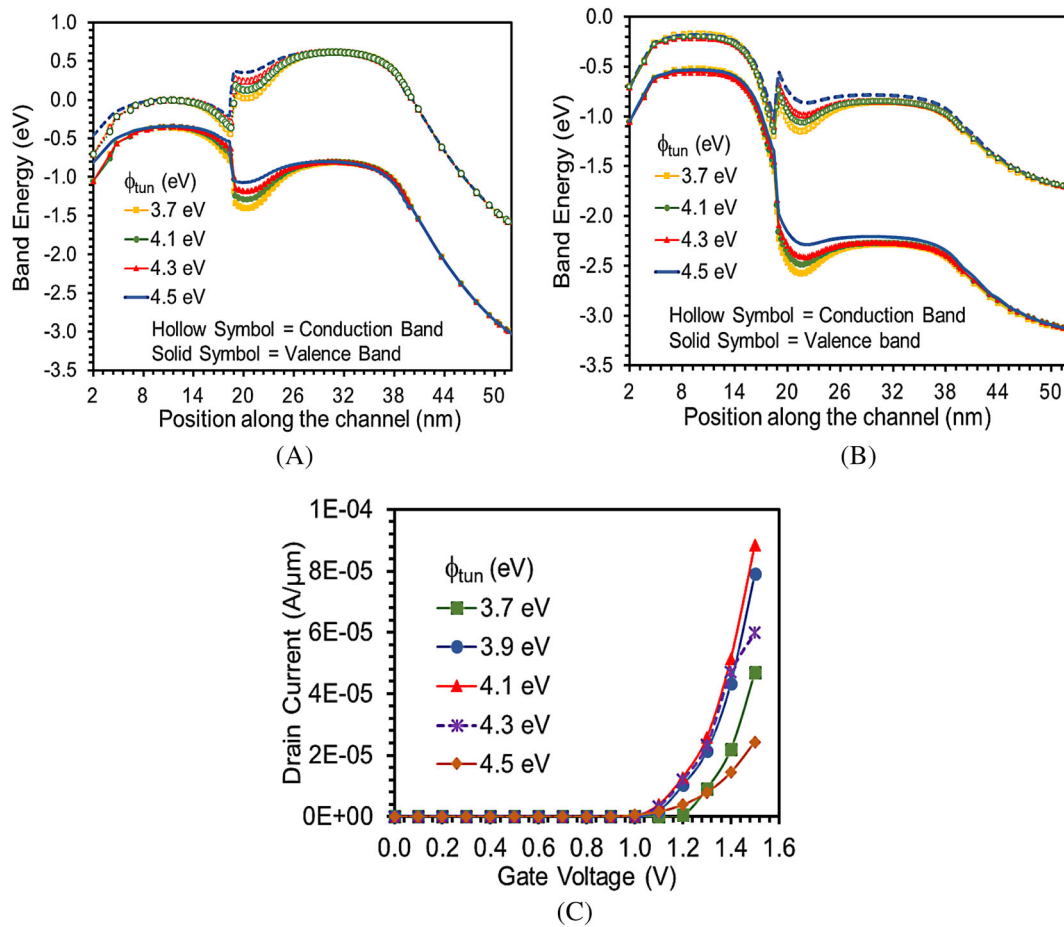 1.0
0.5
0.0
-0.5
-1.0
-1.5
-2.0
-2.5
-3.0
-3.5
Band Energy (eV)
ϕtun (eV)
3.7 eV
4.1 eV
4.3 eV
4.5 eV
Hollow Symbol = Conduction Band
Solid Symbol = Valence Band
2 8 14 20 26 32 38 44 50
Position along the channel (nm)
(A)
0.0
-0.5
-1.0
-1.5
-2.0
-2.5
-3.0
-3.5
Band Energy (eV)
ϕtun (eV)
3.7 eV
4.1 eV
4.3 eV
4.5 eV
Hollow Symbol = Conduction Band
Solid Symbol = Valence band
2 8 14 20 26 32 38 44 50
Position along the channel (nm)
(B)
1E-04
8E-05
6E-05
4E-05
2E-05
0E+00
Drain Current (A/μm)
ϕtun (eV)
3.7 eV
3.9 eV
4.1 eV
4.3 eV
4.5 eV
0.0 0.2 0.4 0.6 0.8 1.0 1.2 1.4 1.6
Gate Voltage (V)
(C)